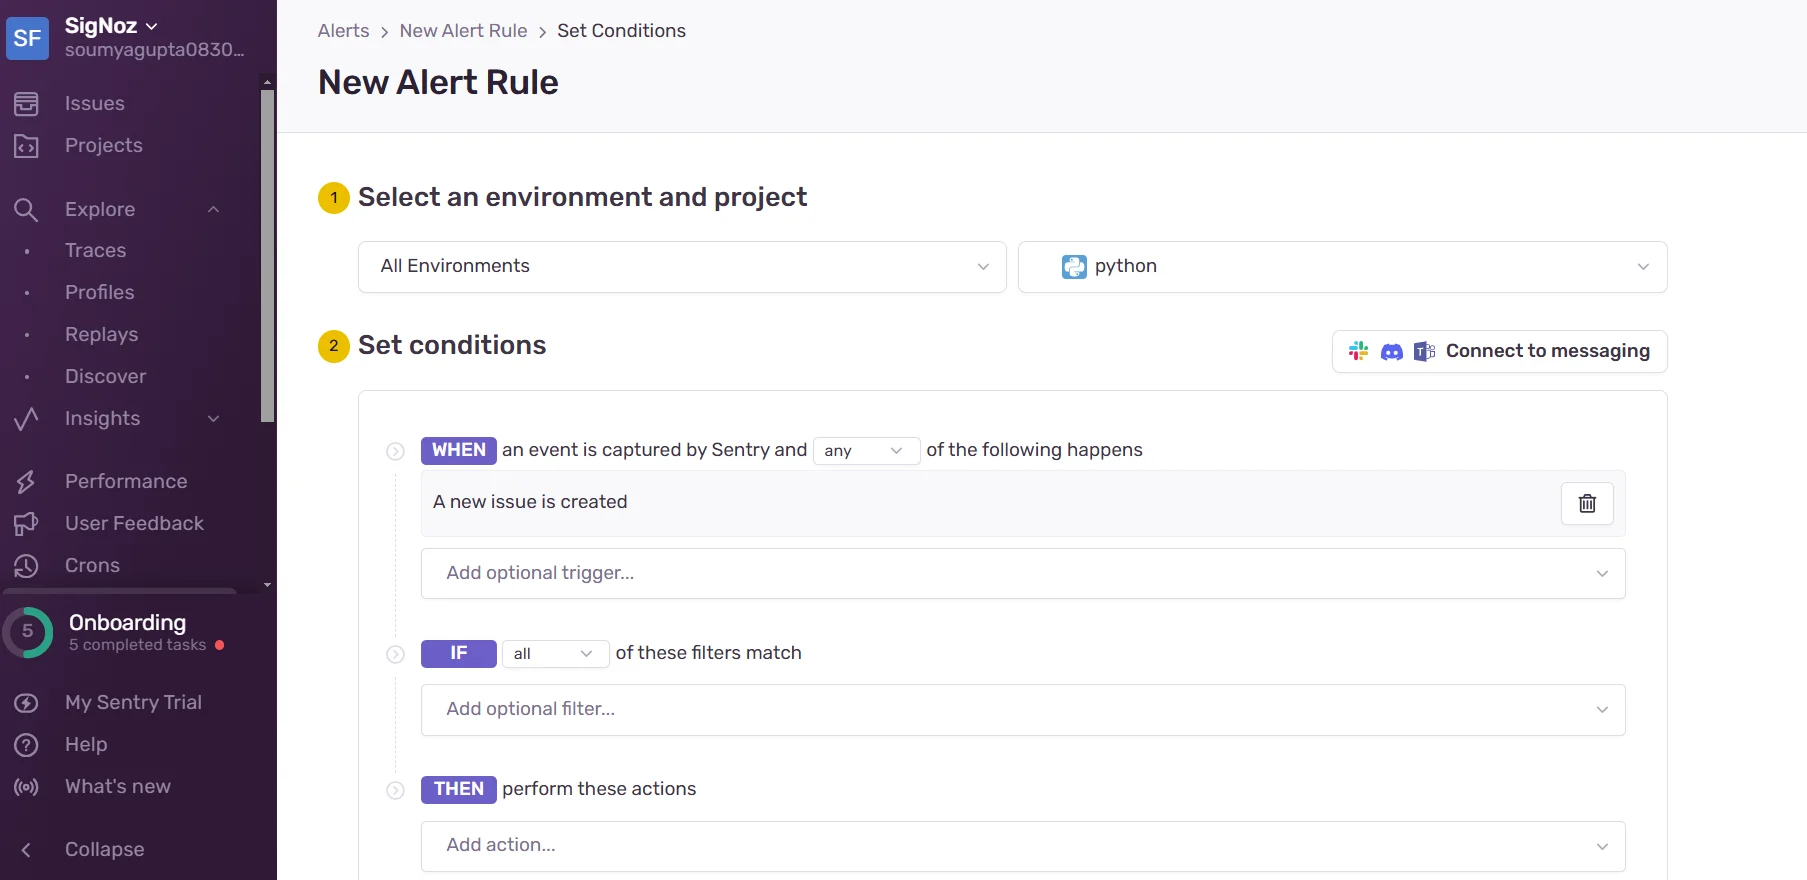 SF
SigNoz
soumyagupta0830...
Issues
Projects
Explore
Traces
Profiles
Replays
Discover
Insights
Performance
User Feedback
Crons
5
Onboarding
5 completed tasks
My Sentry Trial
Help
What's new
Collapse
Alerts > New Alert Rule > Set Conditions
New Alert Rule
1 Select an environment and project
All Environments
python
2 Set conditions
Connect to messaging
WHEN an event is captured by Sentry and any of the following happens
A new issue is created
Add optional trigger...
IF all of these filters match
Add optional filter...
THEN perform these actions
Add action...